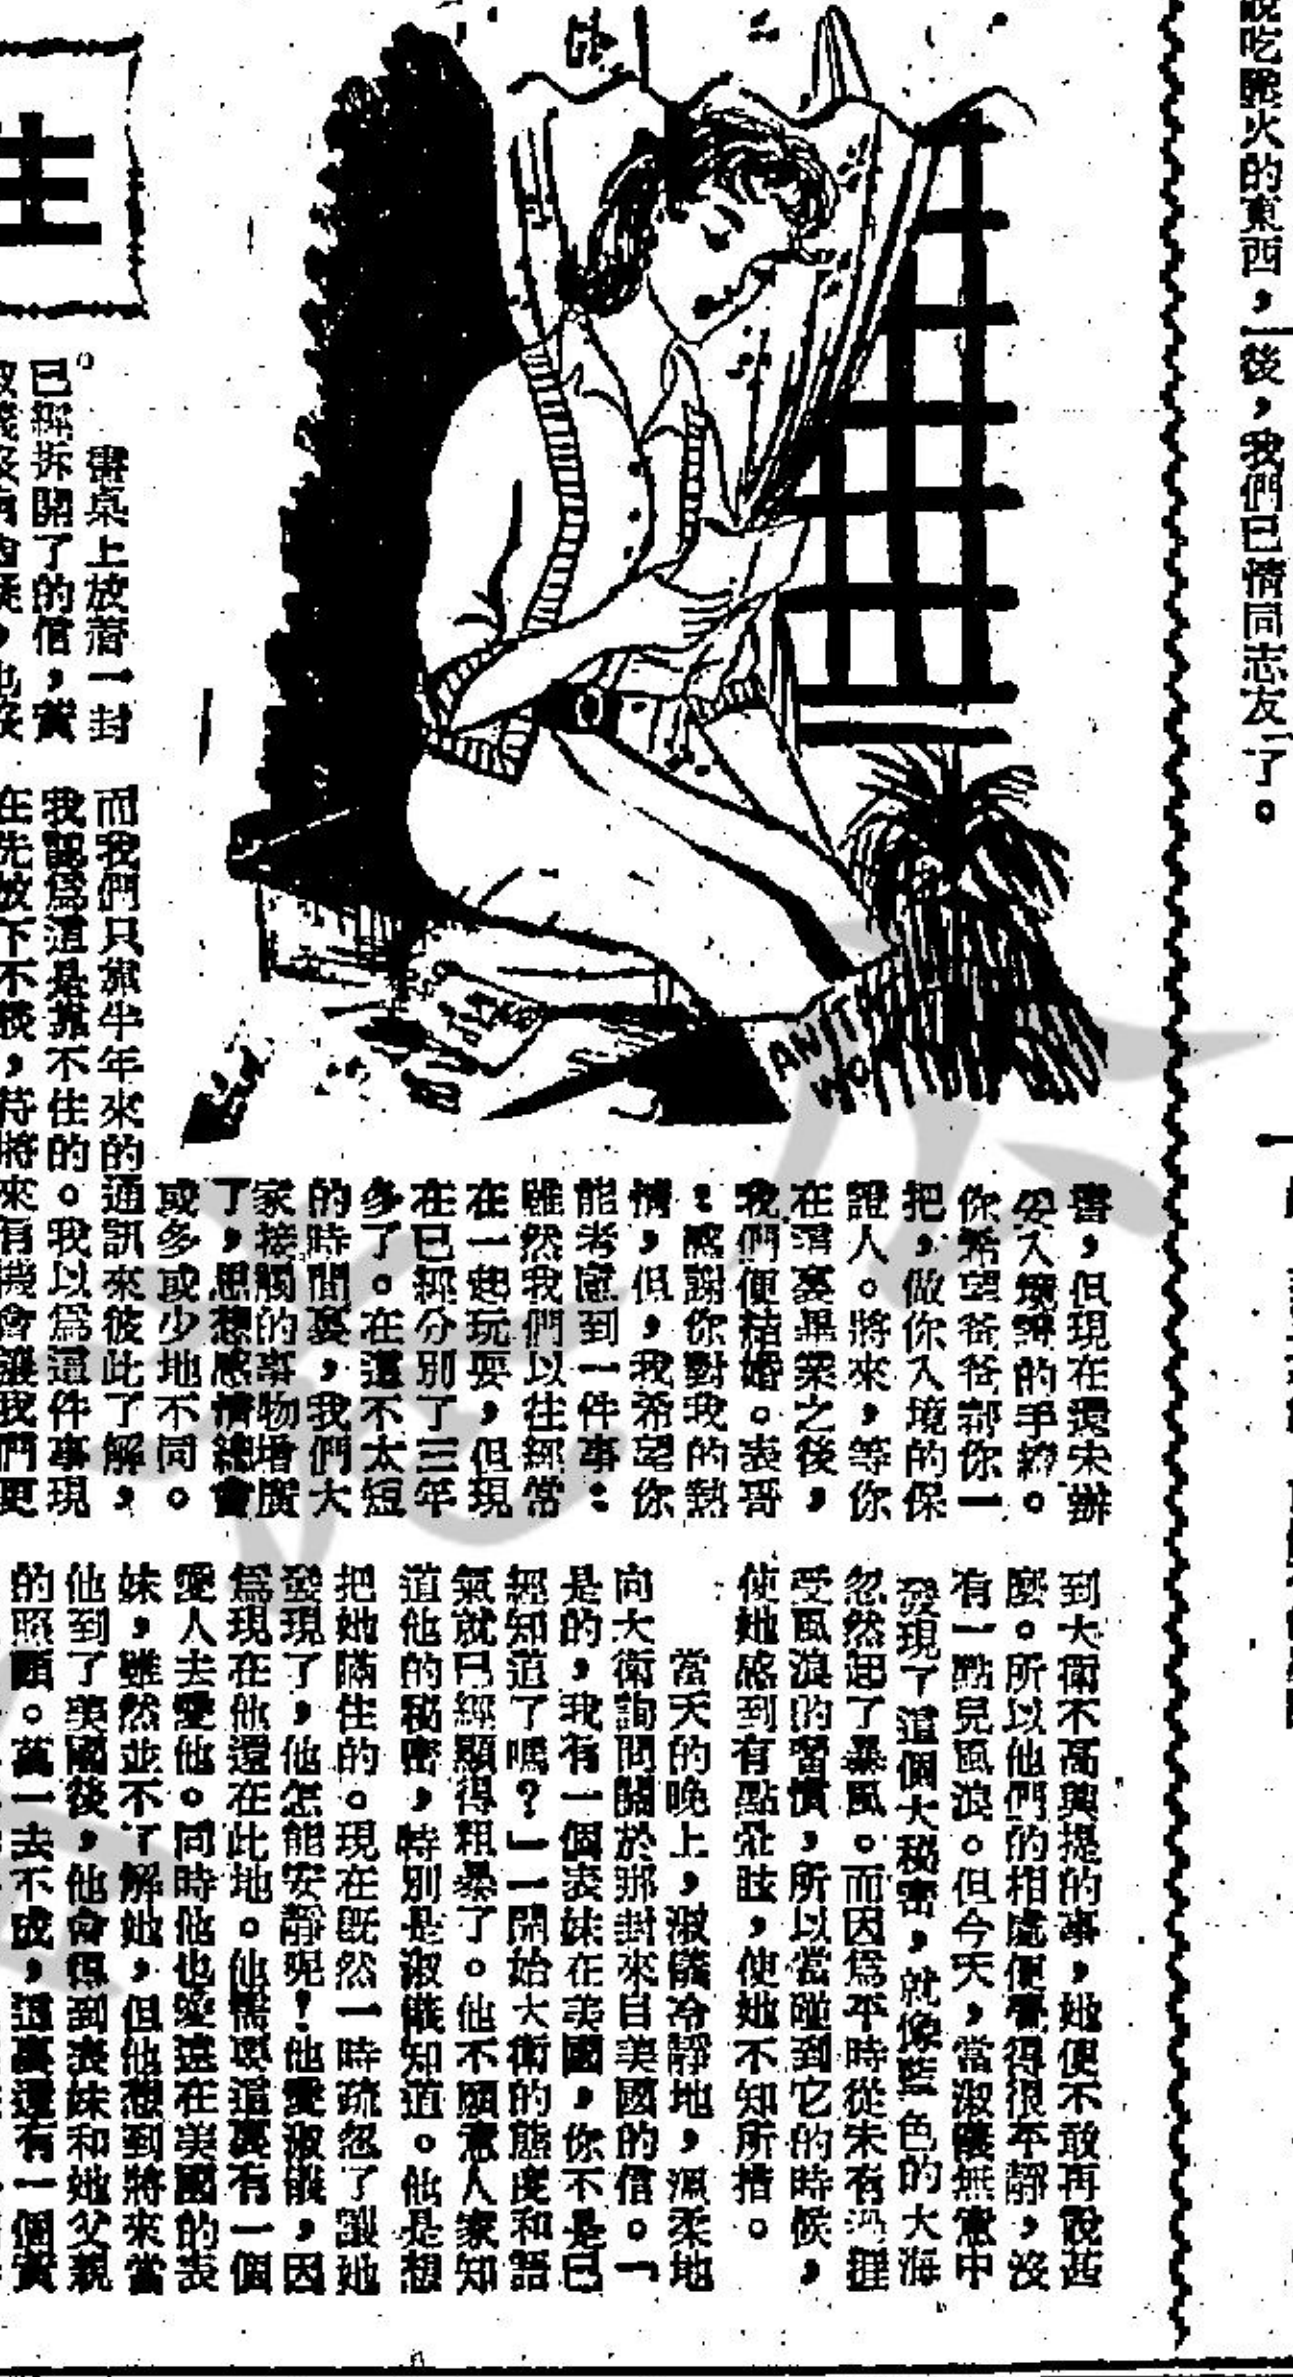 說吃驚火的東西，一後，我們已情同志友了。
書，但現在還未辦
妥入境證的手續。
你希望爸爸幫你一
把，做你入境的保
證人。將來，等你
在這裏畢業之後，
我們便結婚。表哥
：感謝你對我的熱
情，但，我希望你
能考慮到一件事：
雖然我們以往經常
在一起玩耍，但現
在已經分別了三年
多了。在這不太短
的時間裏，我們大
家接觸的事物增廣
了，思想感情總會
或多或少地不同。
而我們只靠半年來的通訊來彼此了解，
我認爲這是靠不住的。我以爲這件事現
在先放下不談，待將來有機會讓我們更
到大衛不高興提的事，她便不敢再說甚
麼。所以他們的相處便覺得很平靜，沒
有一點兒風浪。但今天，當淑儀無意中
發現了這個大秘密，就像藍色的大海
忽然起了暴風。而因爲平時從未有過捱
受風浪的習慣，所以當碰到它的時候，
使她感到有點驚駭，使她不知所措。
當天的晚上，淑儀冷靜地，溫柔地
向大衛詢問關於那封來自美國的信。「
是的，我有一個表妹在美國，你不是已
經知道了嗎？」一開始大衛的態度和語
氣就已經顯得粗暴了。他不願意人家知
道他的秘密，特別是淑儀知道。他是想
把她瞞住的。現在既然一時疏忽了讓她
發現了，他怎能安靜呢！他愛淑儀，因
爲現在他還在此地。他需要這裏有一個
愛人去愛他。同時他也愛遠在美國的表
妹，雖然並不了解她，但他想到將來當
他到了美國後，他會得到表妹和她父親
的照顧。萬一去不成，這裏還有一個實
書桌上放着一封
已經拆開了的信，黃
住
ANITA
WO